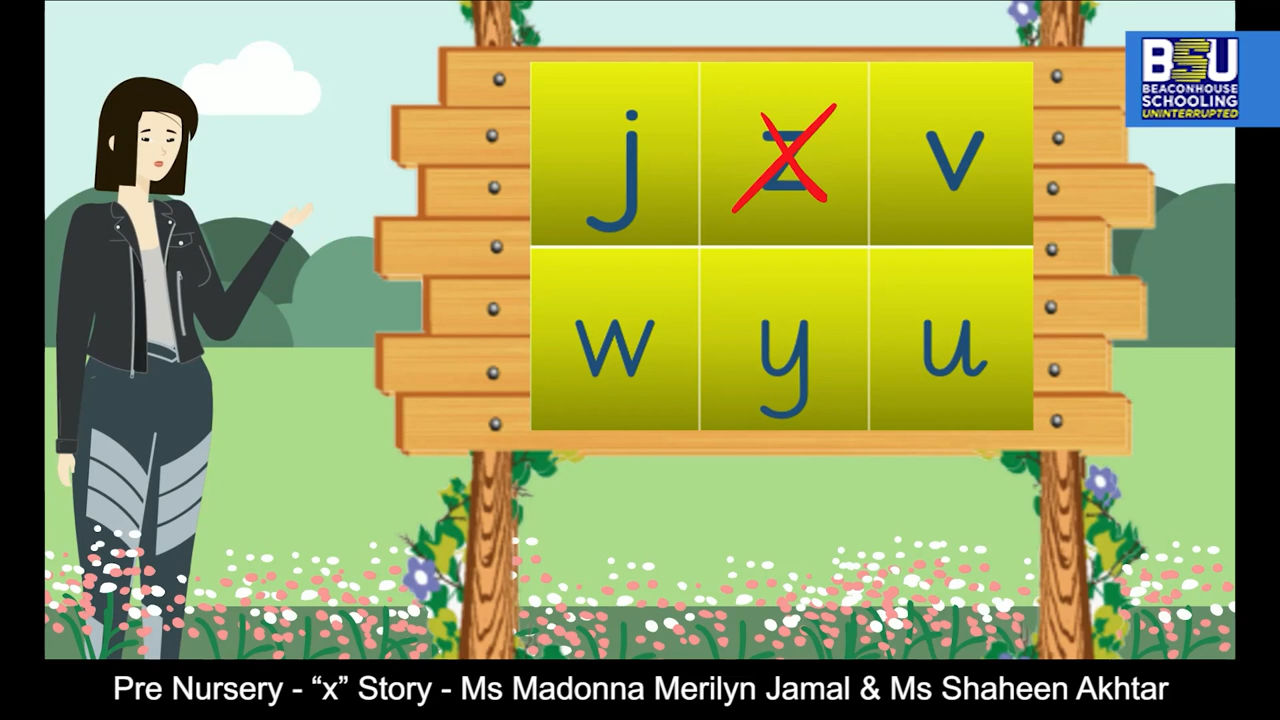 BSU
BEACONHOUSE
SCHOOLING
UNINTERRUPTED
j z v
w y u
Pre Nursery - “x” Story - Ms Madonna Merilyn Jamal & Ms Shaheen Akhtar